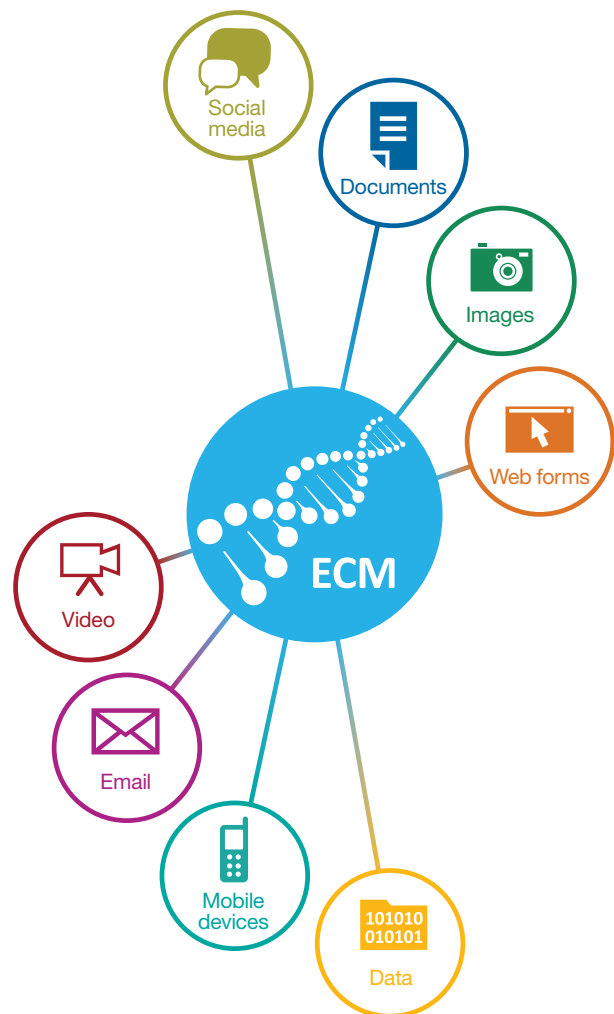 Social
media
Documents
Images
Web forms
ECM
Video
Email
Mobile
devices
101010
010101
Data